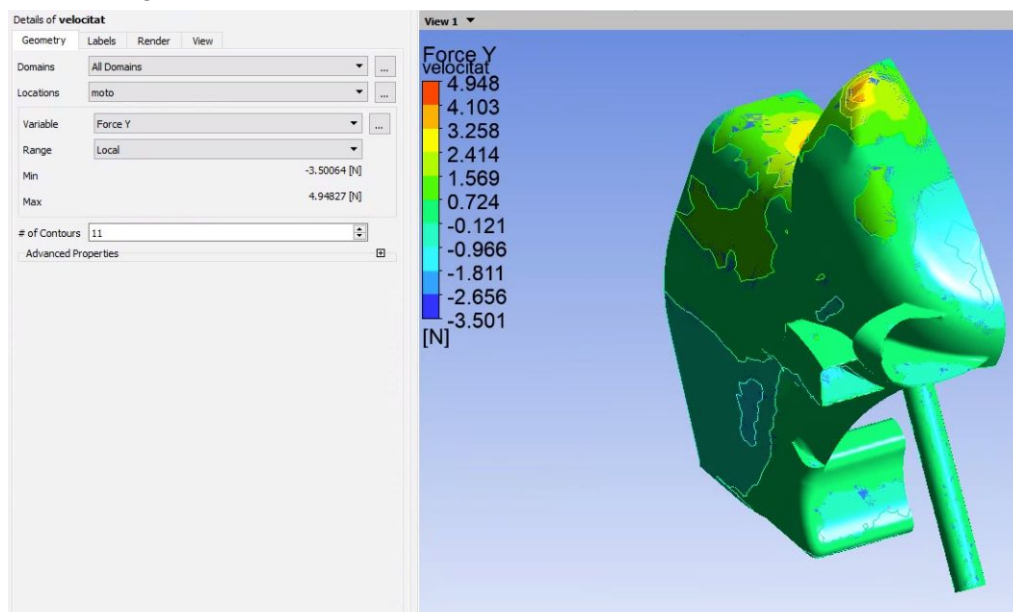 Details of velocitat
Geometry Labels Render View
Domains All Domains ...
Locations moto ...
Variable Force Y ...
Range Local
Min -3.50064 [N]
Max 4.94827 [N]
# of Contours 11
Advanced Properties
View 1
Force Y
velocitat
4.948
4.103
3.258
2.414
1.569
0.724
-0.121
-0.966
-1.811
-2.656
-3.501
[N]